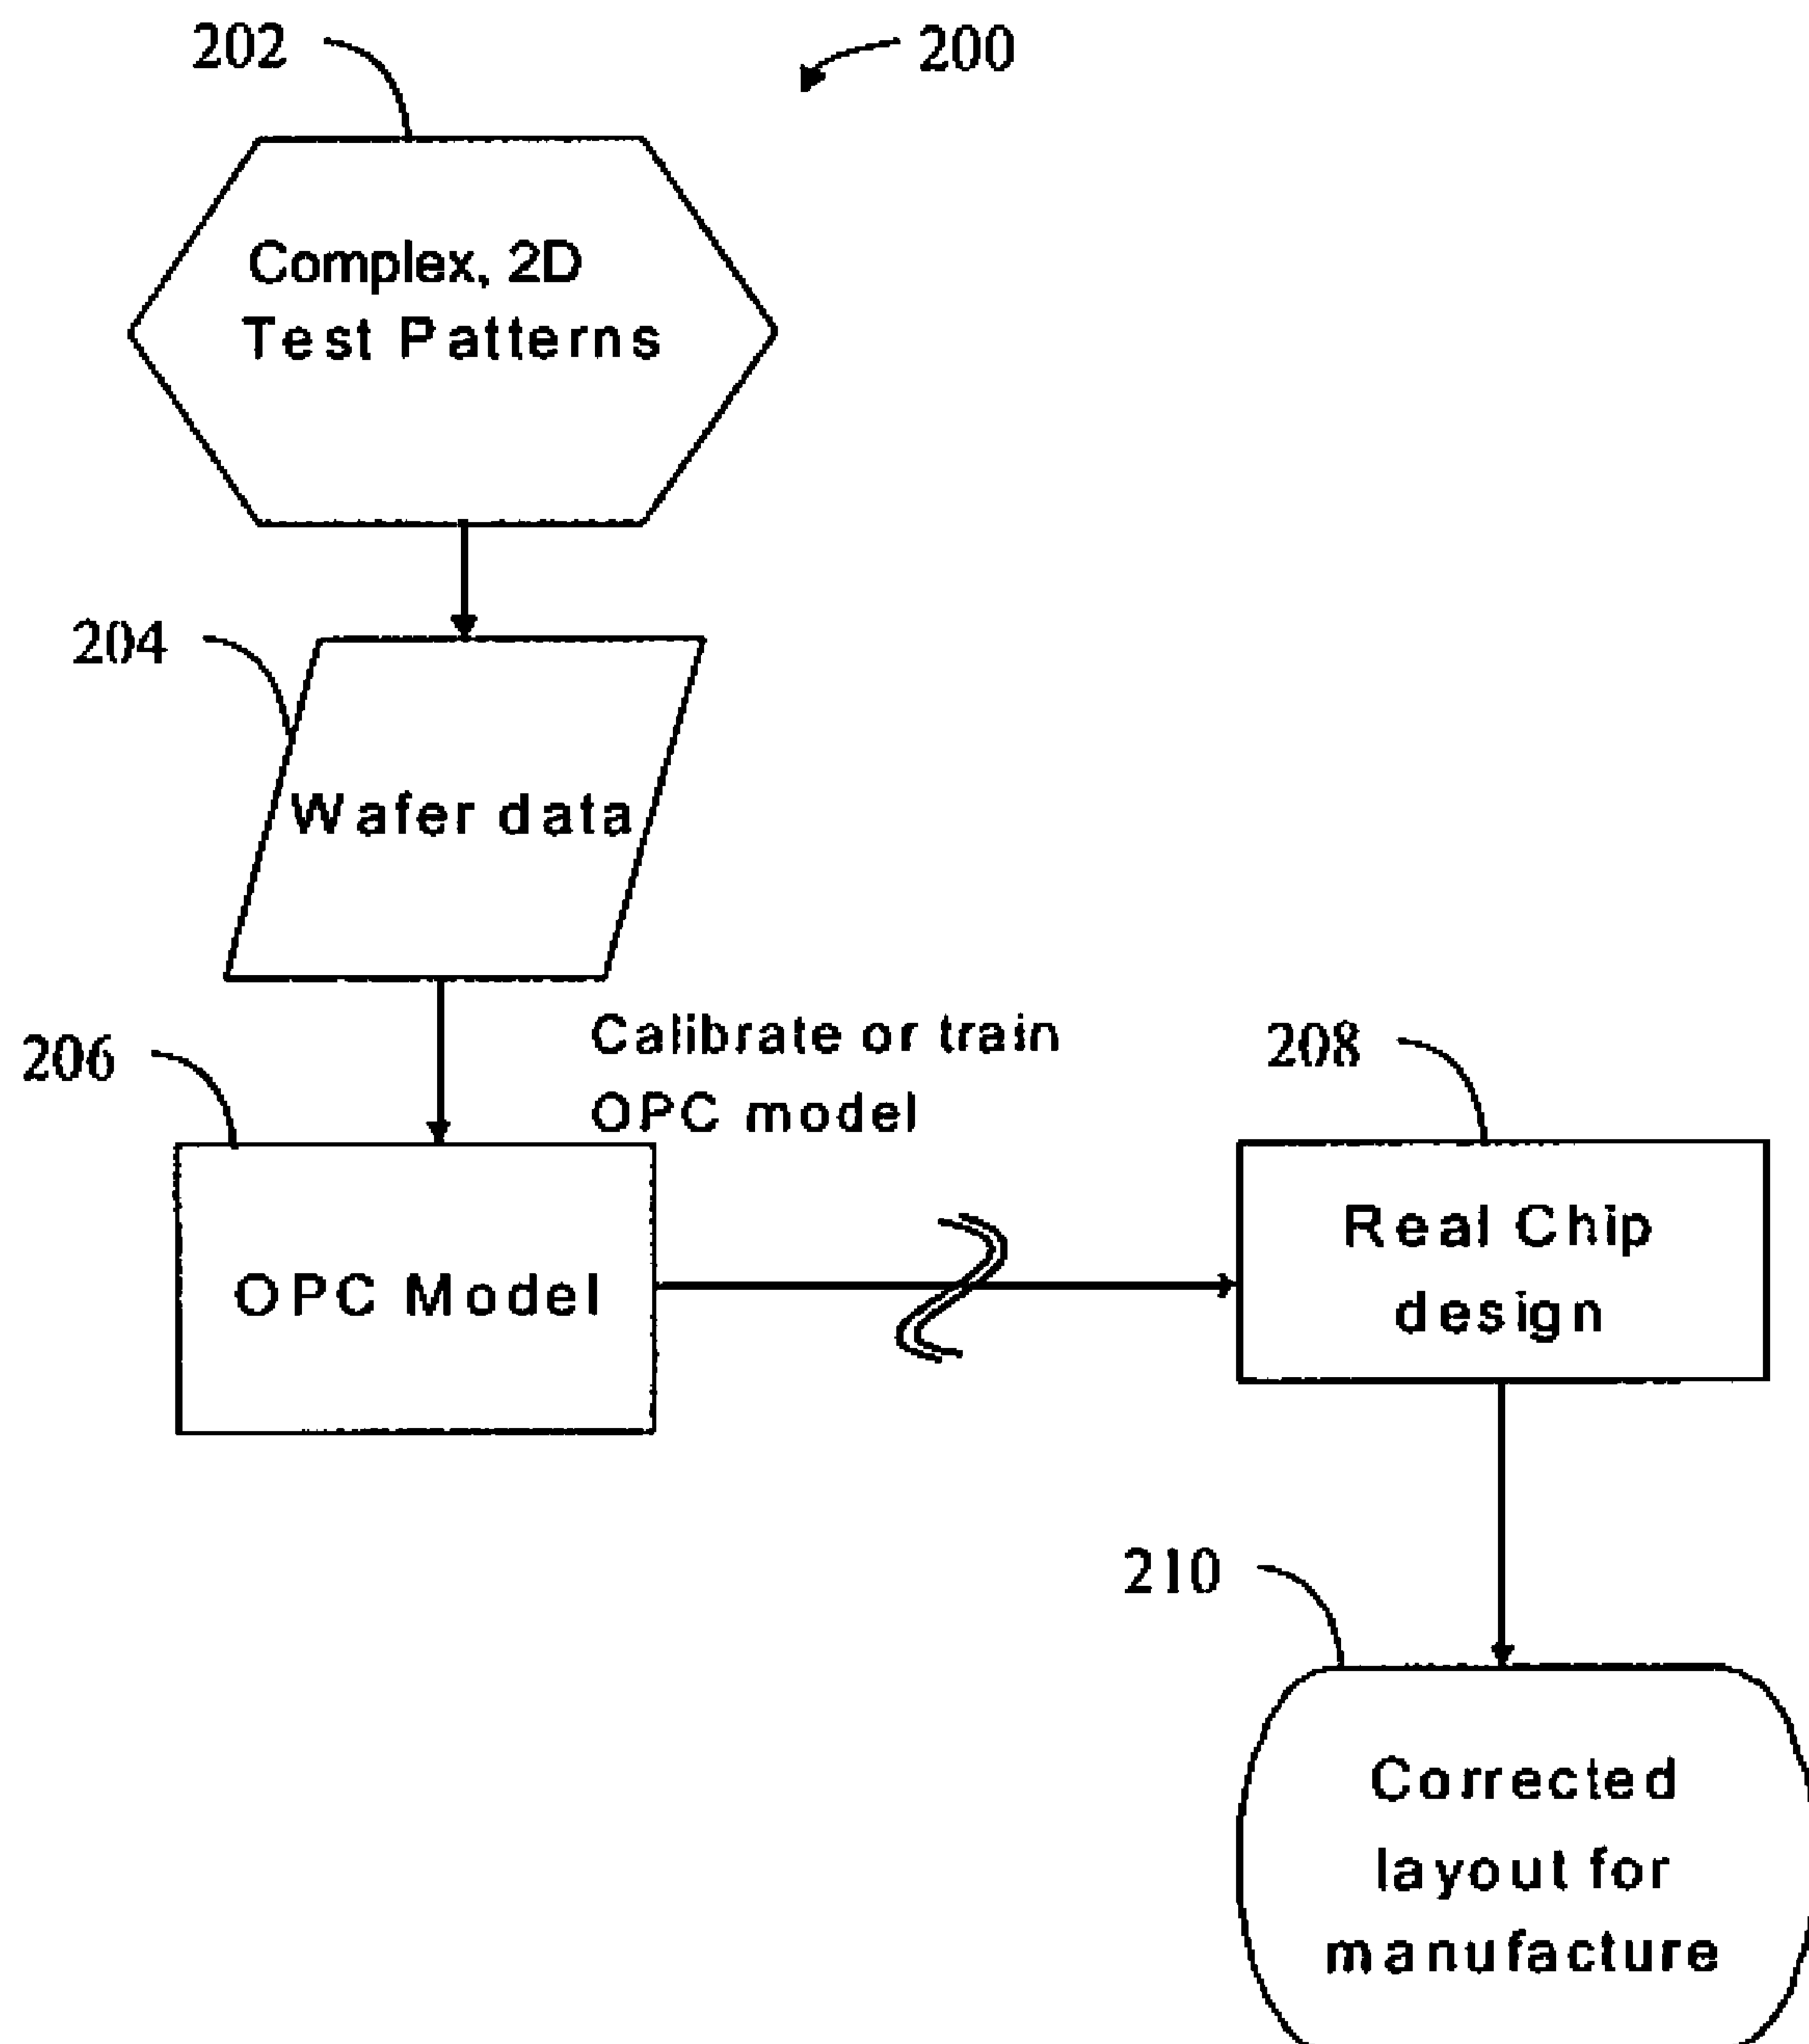 202
200
Complex, 2D
Test Patterns
204
Wafer data
206
Calibrate or train
OPC model
208
OPC Model
Real Chip
design
210
Corrected
layout for
manufacture